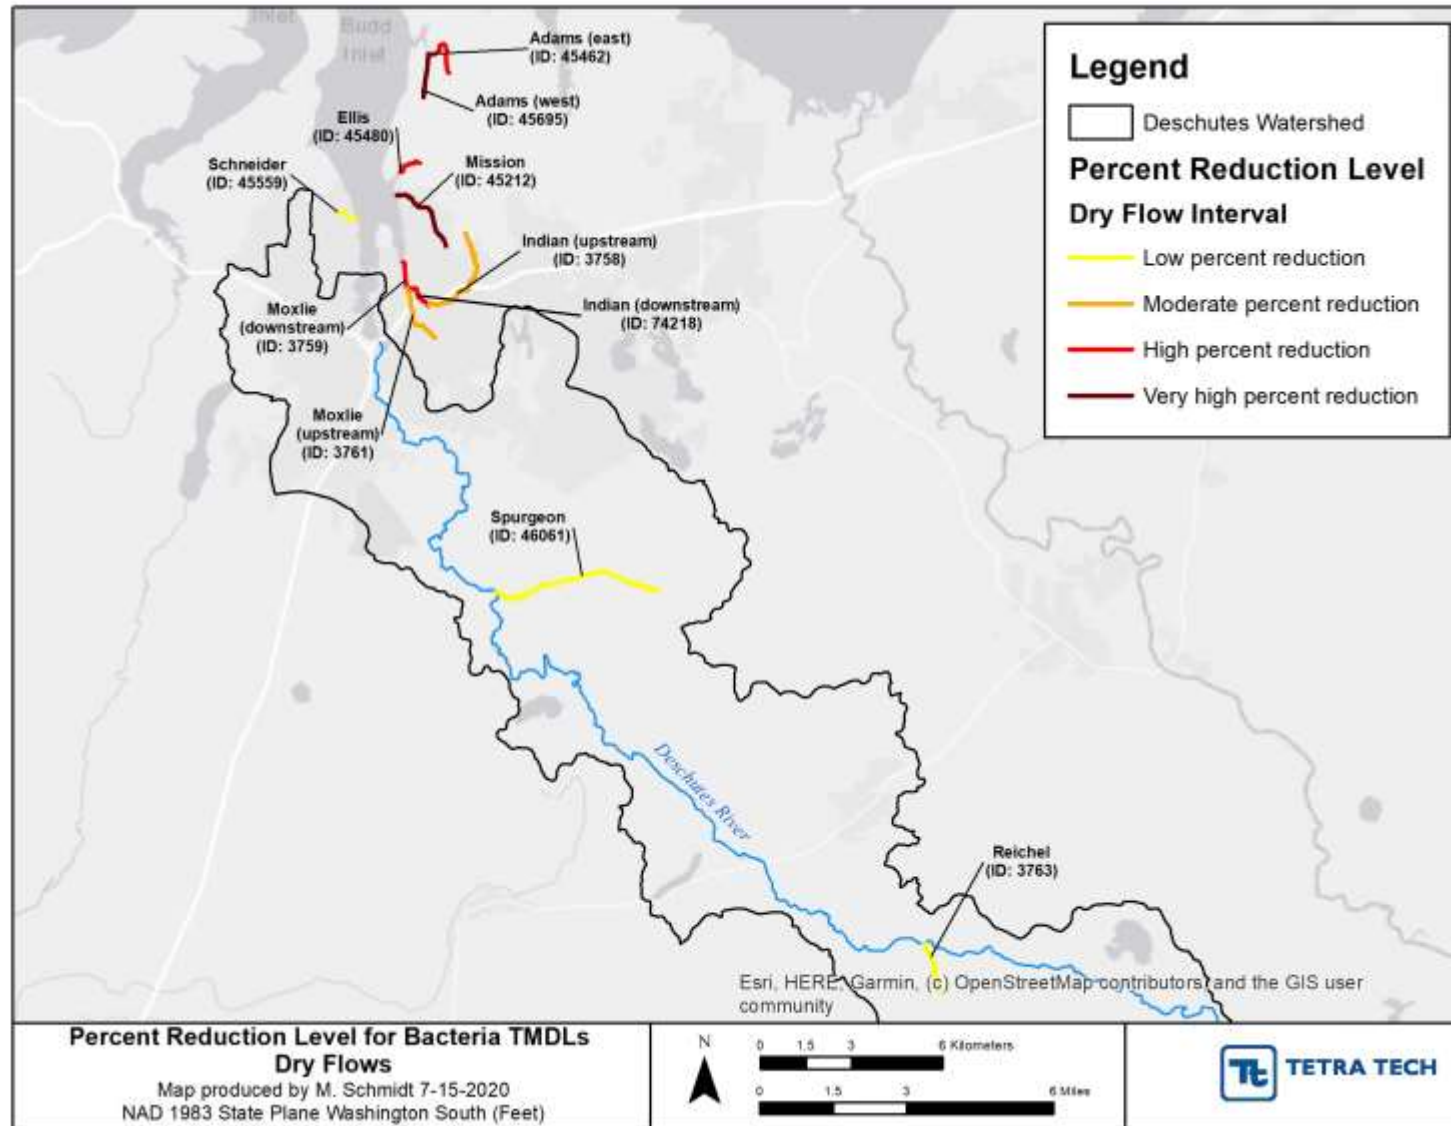 Inlet
Budd
Inlet
Adams (east)
(ID: 45462)
Adams (west)
(ID: 45695)
Ellis
(ID: 45480)
Mission
(ID: 45212)
Schneider
(ID: 45559)
Indian (upstream)
(ID: 3758)
Indian (downstream)
(ID: 74218)
Moxlie
(downstream)
(ID: 3759)
Moxlie
(upstream)
(ID: 3761)
Spurgeon
(ID: 46061)
Deschutes River
Reichel
(ID: 3763)
Esri, HERE, Garmin, (c) OpenStreetMap contributors, and the GIS user
community
Legend
Deschutes Watershed
Percent Reduction Level
Dry Flow Interval
Low percent reduction
Moderate percent reduction
High percent reduction
Very high percent reduction
Percent Reduction Level for Bacteria TMDLs
Dry Flows
Map produced by M. Schmidt 7-15-2020
NAD 1983 State Plane Washington South (Feet)
N
0 1.5 3 6 Kilometers
0 1.5 3 6 Miles
Tt TETRA TECH